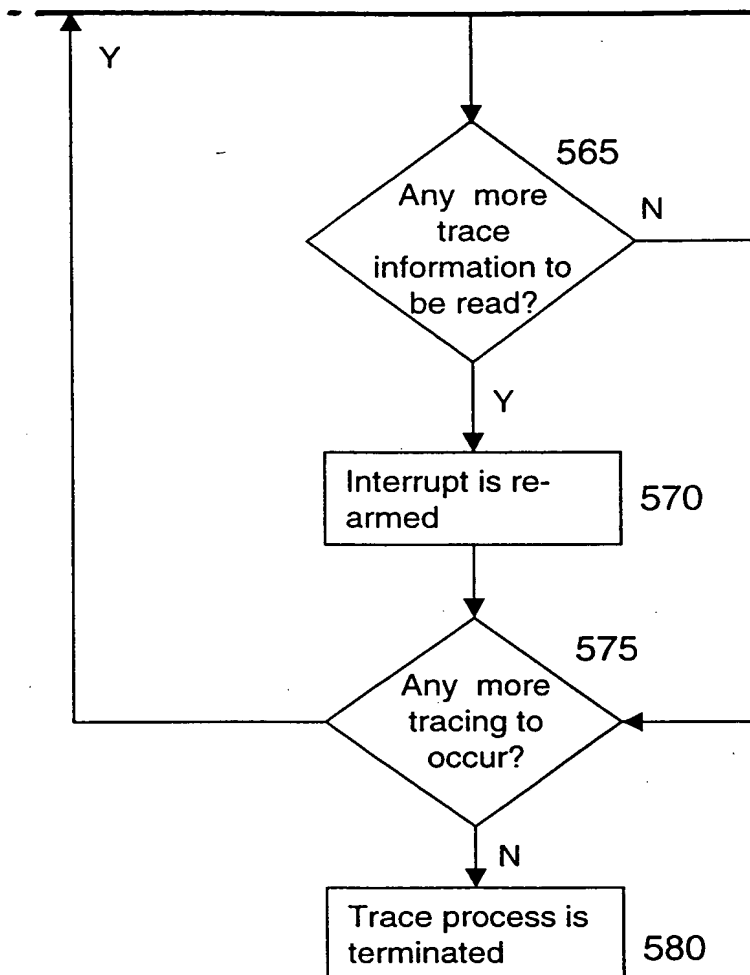 Y
565
Any more
trace
information to
be read?
N
Y
Interrupt is re-
armed
570
575
Any more
tracing to
occur?
N
Trace process is
terminated
580